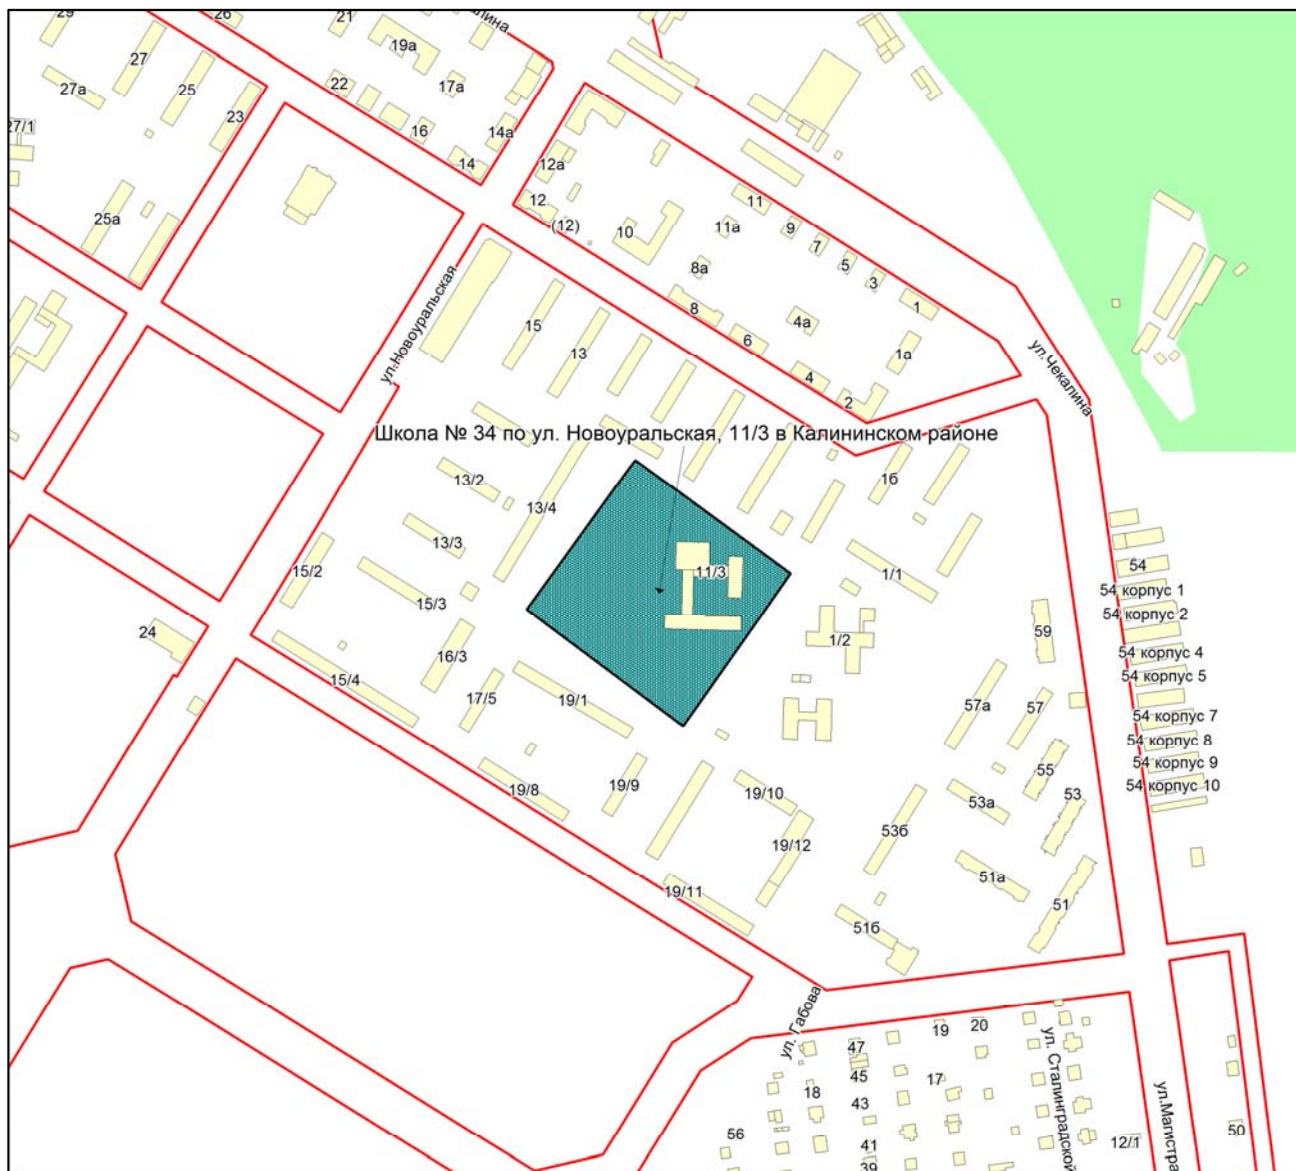 29
26
21
19а
27
25
27а
22
17а
23
16
14а
27/1
14
12а
12
(12)
10
11
11а
9
7
5
3
1
25а
8а
8
4а
6
1а
4
2
ул.Новоуральская
15
13
ул.Чекалина
Школа № 34 по ул. Новоуральская, 11/3 в Калининском районе
13/2
13/4
16
13/3
11/3
1/1
15/2
15/3
54
54 корпус 1
54 корпус 2
24
16/3
1/2
59
54 корпус 4
54 корпус 5
15/4
17/5
19/1
57а
57
54 корпус 7
54 корпус 8
54 корпус 9
54 корпус 10
19/8
19/9
19/10
55
53а
53
53б
19/12
51а
19/11
51б
51
ул. Габова
19
20
47
45
17
18
43
ул. Сталинградской
ул.Магистра
56
41
39
12/1
50